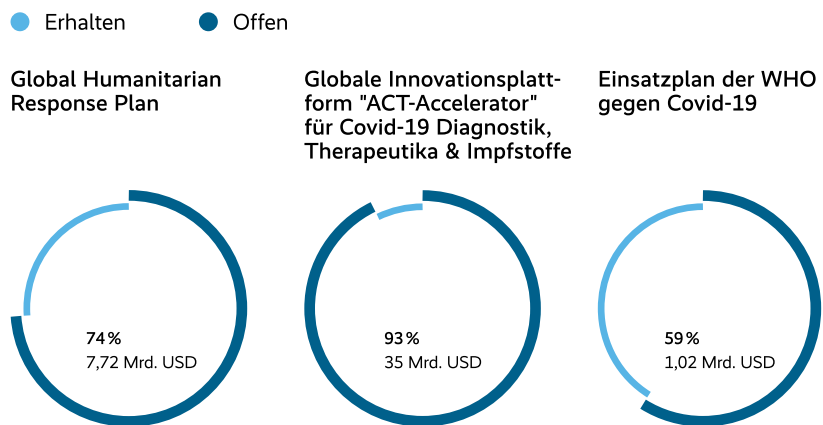 Erhalten
Offen
Global Humanitarian
Response Plan
Globale Innovationsplatt-
form "ACT-Accelerator"
für Covid-19 Diagnostik,
Therapeutika & Impfstoffe
Einsatzplan der WHO
gegen Covid-19
74 %
7,72 Mrd. USD
93 %
35 Mrd. USD
59 %
1,02 Mrd. USD